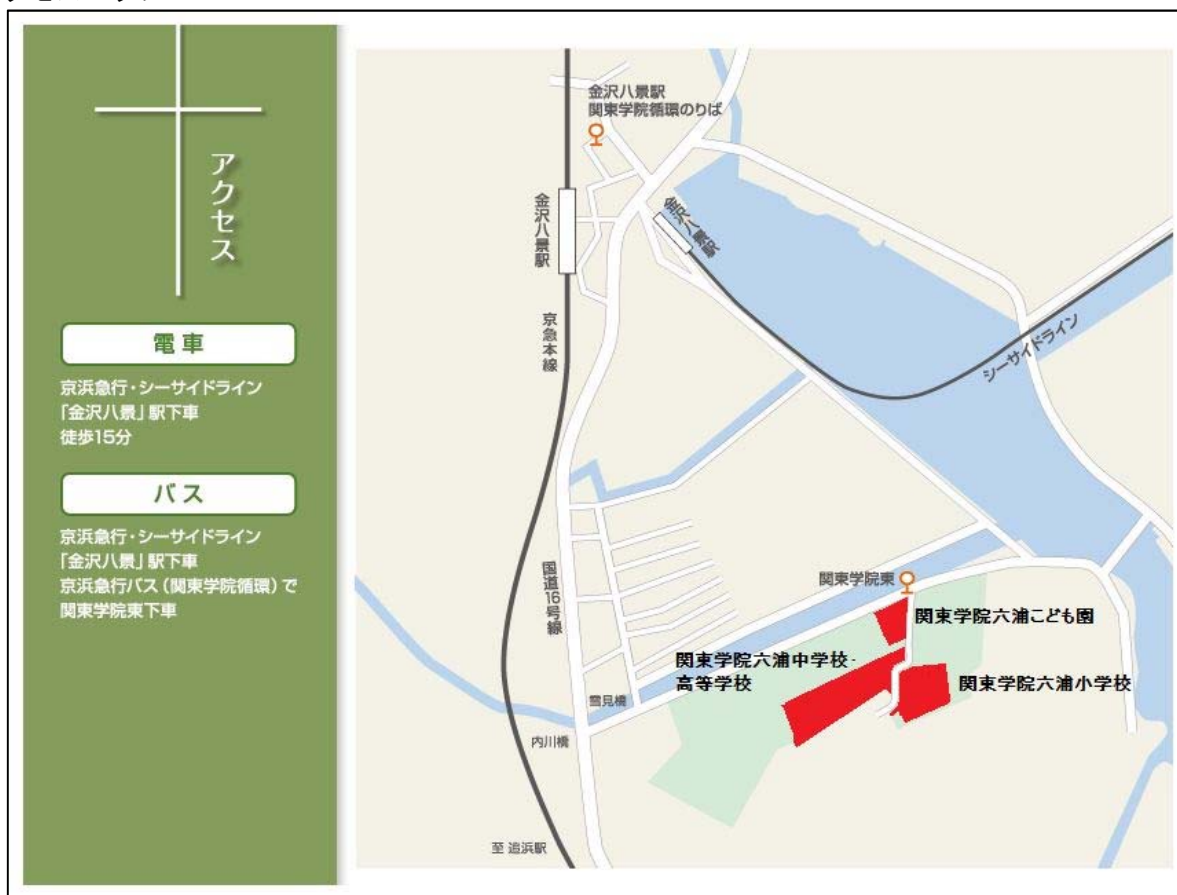 アクセス
電車
京浜急行・シーサイドライン
「金沢八景」駅下車
徒歩15分
バス
京浜急行・シーサイドライン
「金沢八景」駅下車
京浜急行バス(関東学院循環)で
関東学院東下車
金沢八景駅
関東学院循環のりば
金沢八景駅
金沢八景駅
京急本線
シーサイドライン
国道16号線
関東学院東
関東学院六浦こども園
関東学院六浦中学校・
高等学校
関東学院六浦小学校
雪見橋
内川橋
至 追浜駅